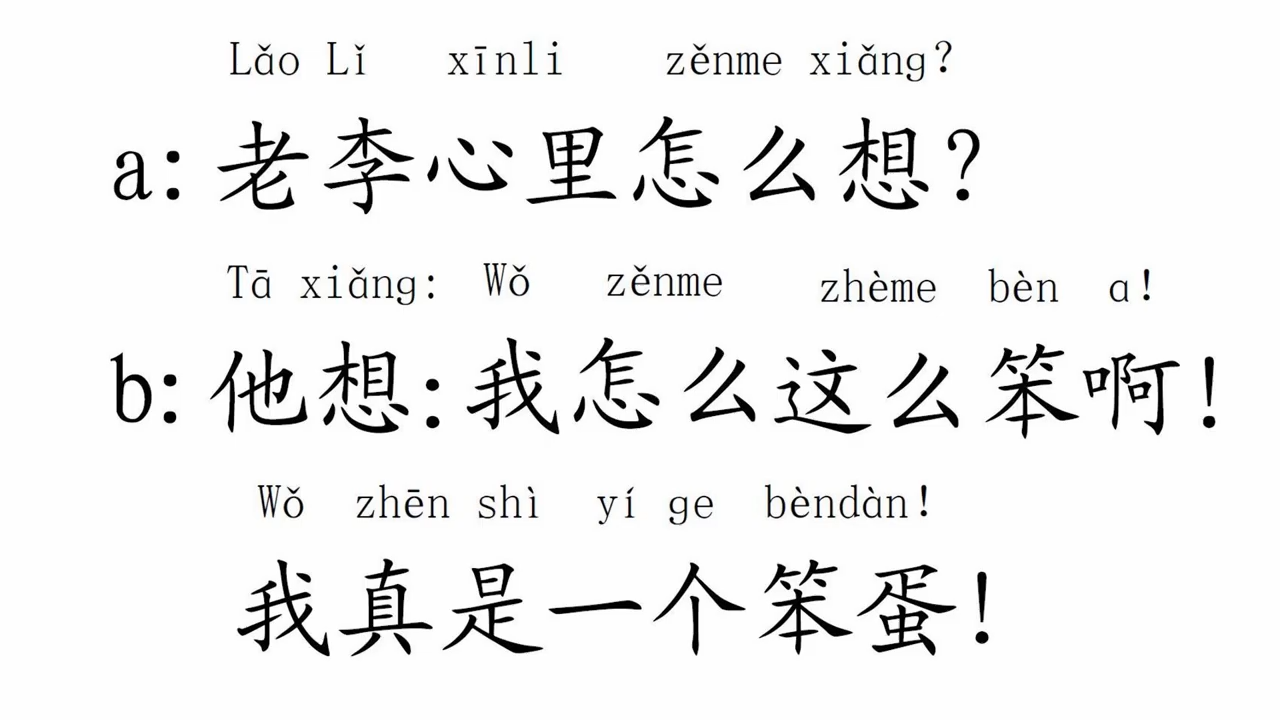 Lǎo Lǐ xīnli zěnme xiǎng?
a: 老李心里怎么想?
Tā xiǎng: Wǒ zěnme zhème bèn a!
b: 他想: 我怎么这么笨啊!
Wǒ zhēn shì yí ge bèndàn!
我真是一个笨蛋!